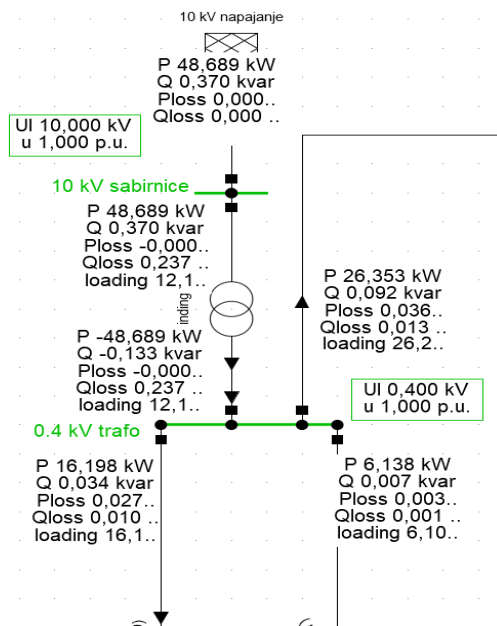 10 kV napajanje
P 48,689 kW
Q 0,370 kvar
Ploss 0,000..
Qloss 0,000 ..
Ul 10,000 kV
u 1,000 p.u.
10 kV sabirnice
P 48,689 kW
Q 0,370 kvar
Ploss -0,000..
Qloss 0,237 ..
loading 12,1..
inding
P -48,689 kW
Q -0,133 kvar
Ploss -0,000..
Qloss 0,237 ..
loading 12,1..
P 26,353 kW
Q 0,092 kvar
Ploss 0,036..
Qloss 0,013 ..
loading 26,2..
Ul 0,400 kV
u 1,000 p.u.
0.4 kV trafo
P 16,198 kW
Q 0,034 kvar
Ploss 0,027..
Qloss 0,010 ..
loading 16,1..
P 6,138 kW
Q 0,007 kvar
Ploss 0,003..
Qloss 0,001 ..
loading 6,10..